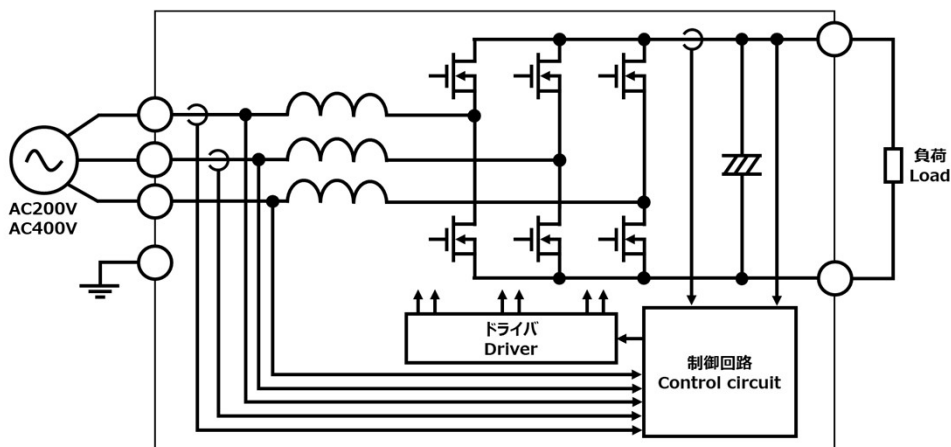 AC200V
AC400V
負荷
Load
ドライバ
Driver
制御回路
Control circuit